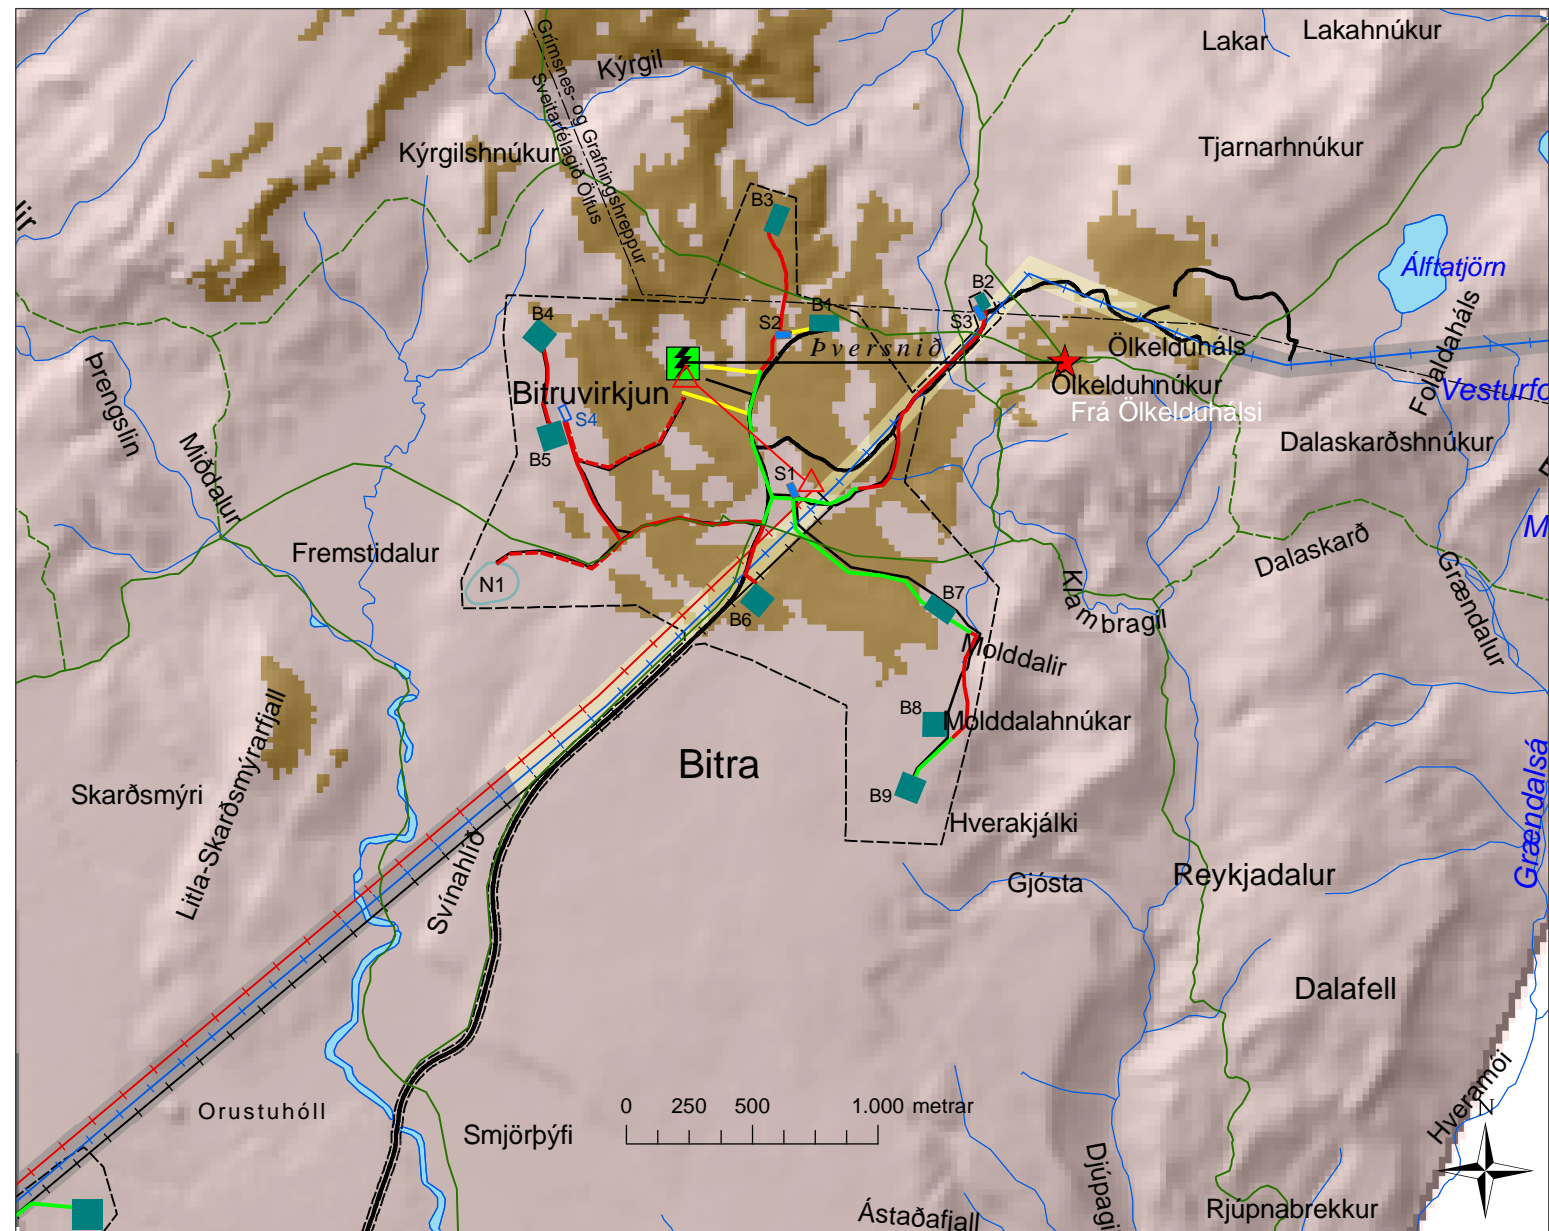 Lakar
Lakahnúkur
Grímsnes- og Grafningshreppur
Sveitarfélagið Ölfus
Kýrgil
Kýrgilshnúkur
Tjarnarhnúkur
lir
B3
Álftatjörn
B2
B1
B4
S2
S3
Þversnið
Ölkelduháls
Folaldaháls
Þrengslin
Bitruvirkjun
Ölkelduhnúkur
Vesturfo
Frá Ölkelduhálsi
S4
Miðdalur
Dalaskarðshnúkur
B5
S1
M
Fremstidalur
Dalaskarð
Grændalur
N1
Klambragil
B7
B6
Molddalir
Litla-Skarðsmýrarfjall
B8
Molddalahnúkar
Bitra
Skarðsmýri
B9
Grændalsá
Hverakjálki
Svínahlíð
Gjósta
Reykjadalur
Dalafell
Hveramói
Orustuhóll
0 250 500 1.000 metrar
N
Smjörþýfi
Djúpagi
Ástaðafjall
Rjúpnabrekkur